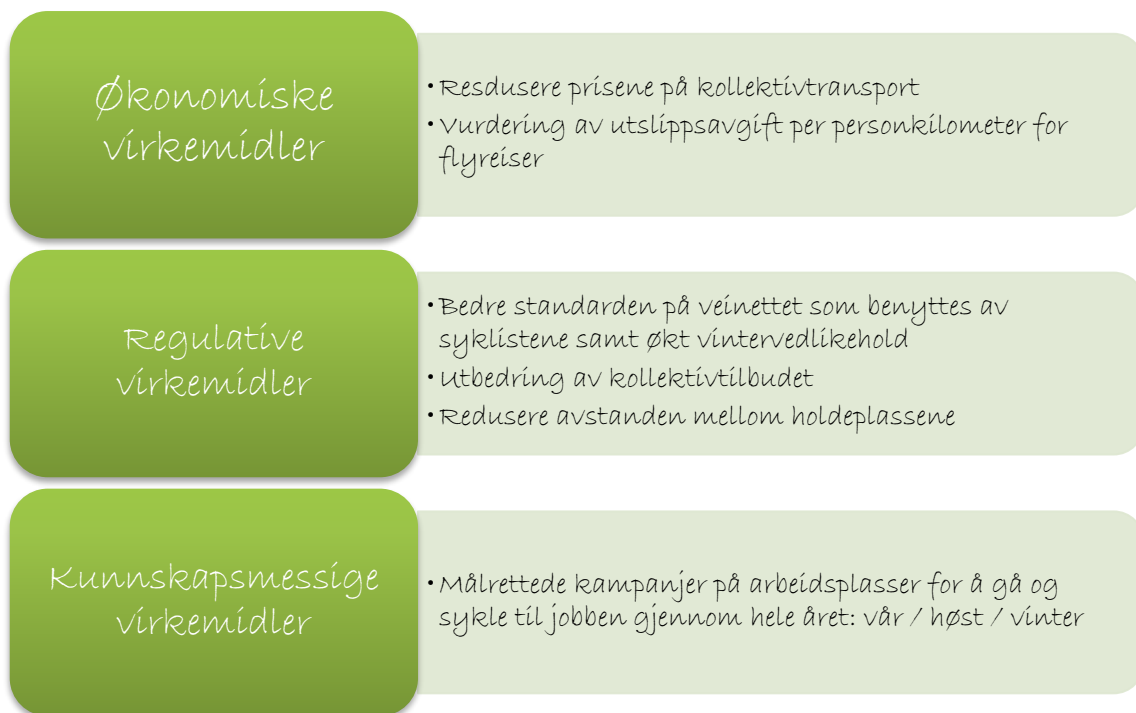 Økonomiske
virkemidler
• Resdusere prisene på kollektivtransport
• Vurdering av utslippsavgift per personkilometer for
flyreiser
Regulative
virkemidler
• Bedre standarden på veinettet som benyttes av
syklistene samt økt vintervedlikehold
• Utbedring av kollektivtilbudet
• Redusere avstanden mellom holdeplassene
Kunnskapsmessige
virkemidler
• Målrettede kampanjer på arbeidsplasser for å gå og
sykle til jobben gjennom hele året: vår / høst / vinter